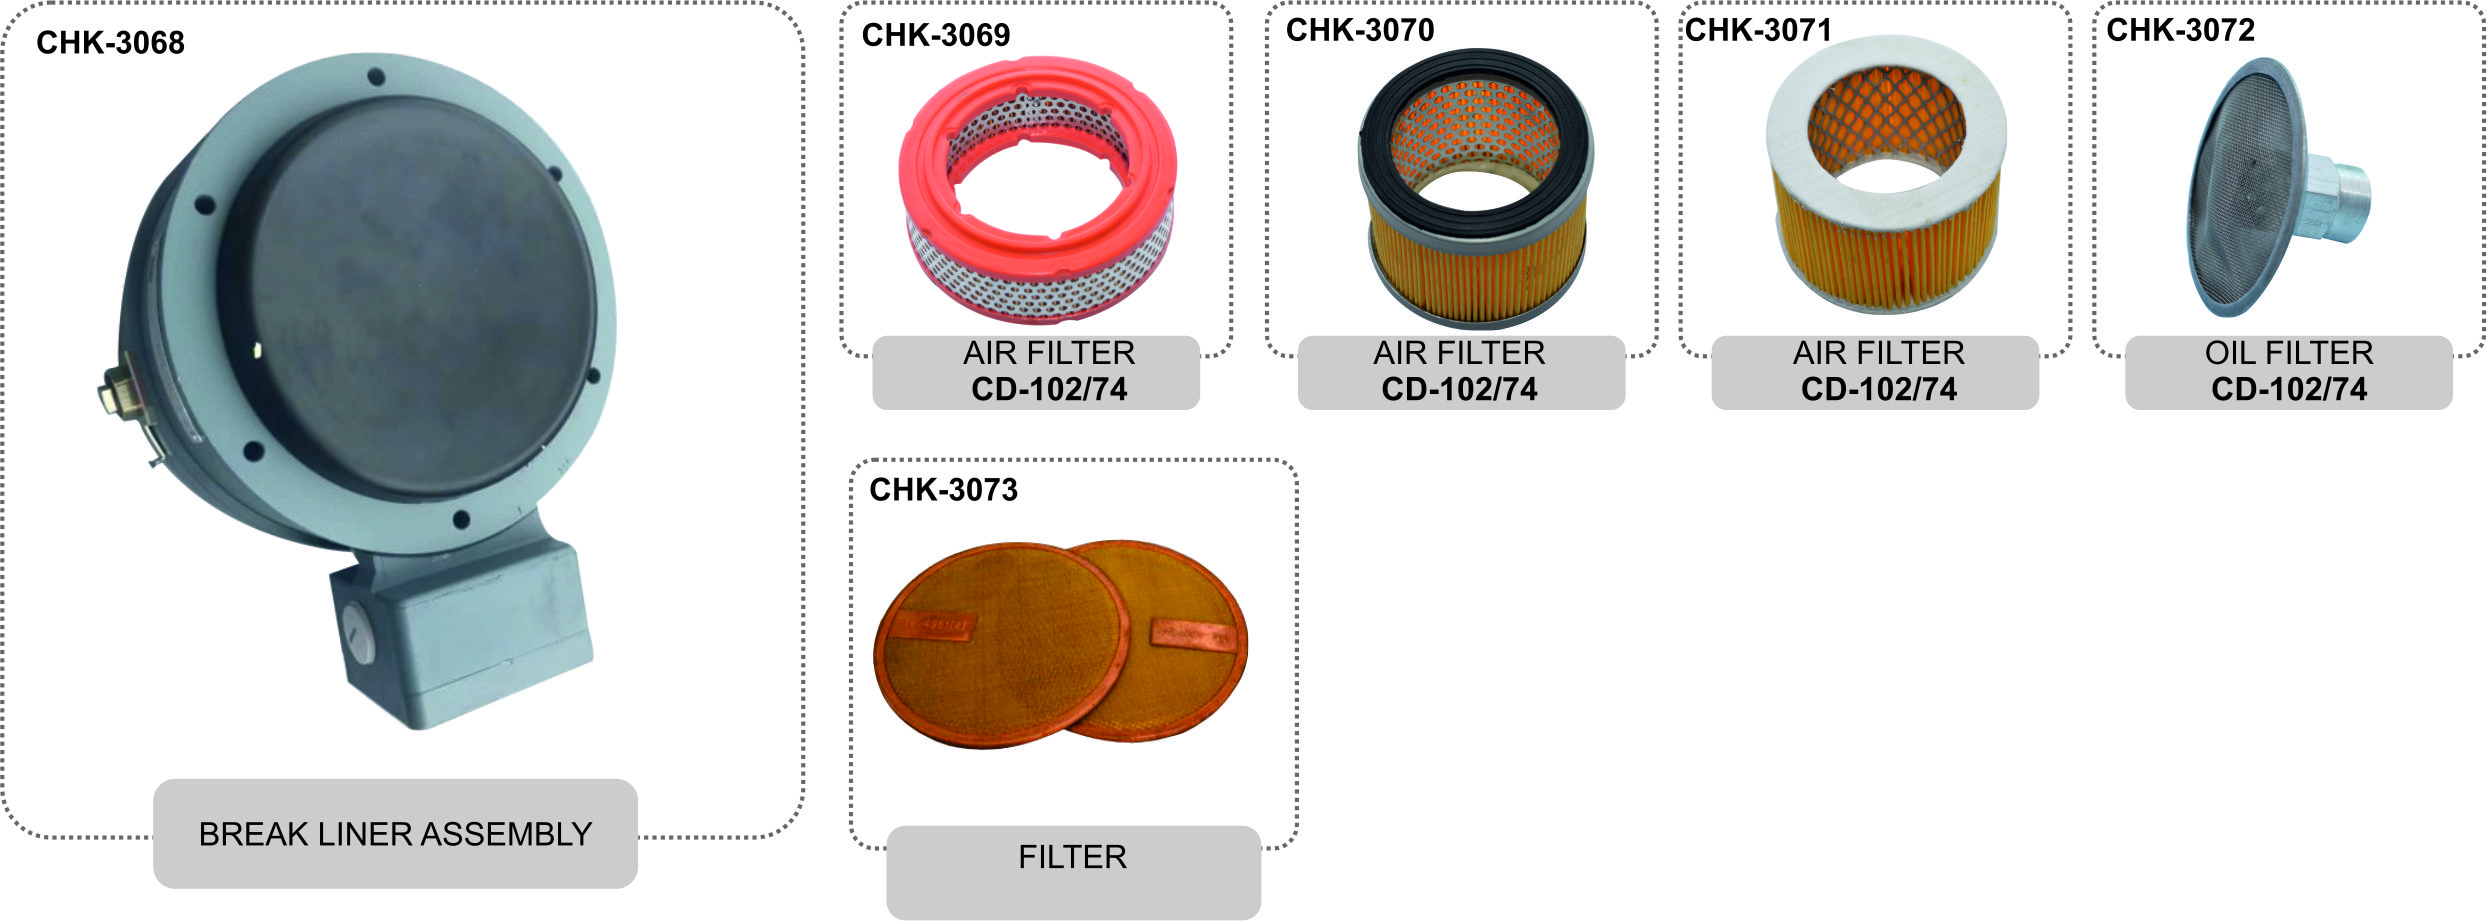 CHK-3068
BREAK LINER ASSEMBLY
CHK-3069
AIR FILTER
CD-102/74
CHK-3070
AIR FILTER
CD-102/74
CHK-3071
AIR FILTER
CD-102/74
CHK-3072
OIL FILTER
CD-102/74
CHK-3073
FILTER